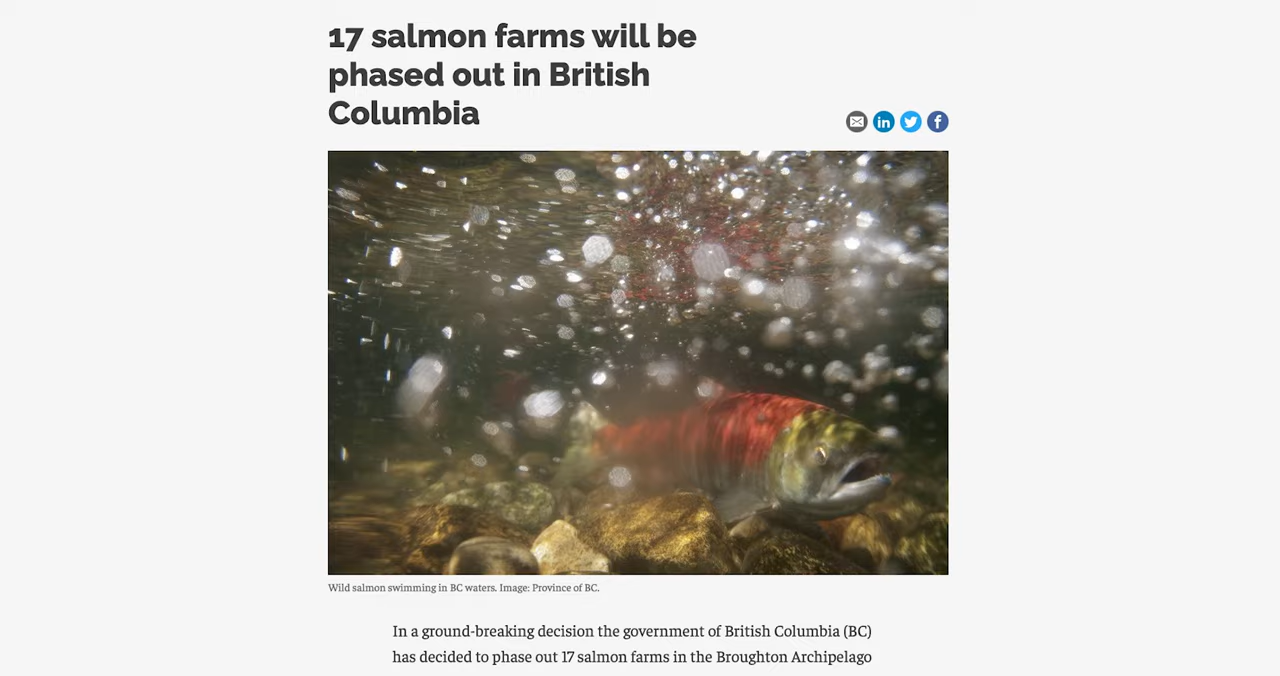 17 salmon farms will be
phased out in British
Columbia
in
f
Wild salmon swimming in BC waters. Image: Province of BC.
In a ground-breaking decision the government of British Columbia (BC)
has decided to phase out 17 salmon farms in the Broughton Archipelago